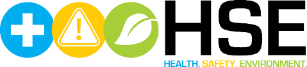 HSE
HEALTH. SAFETY. ENVIRONMENT.